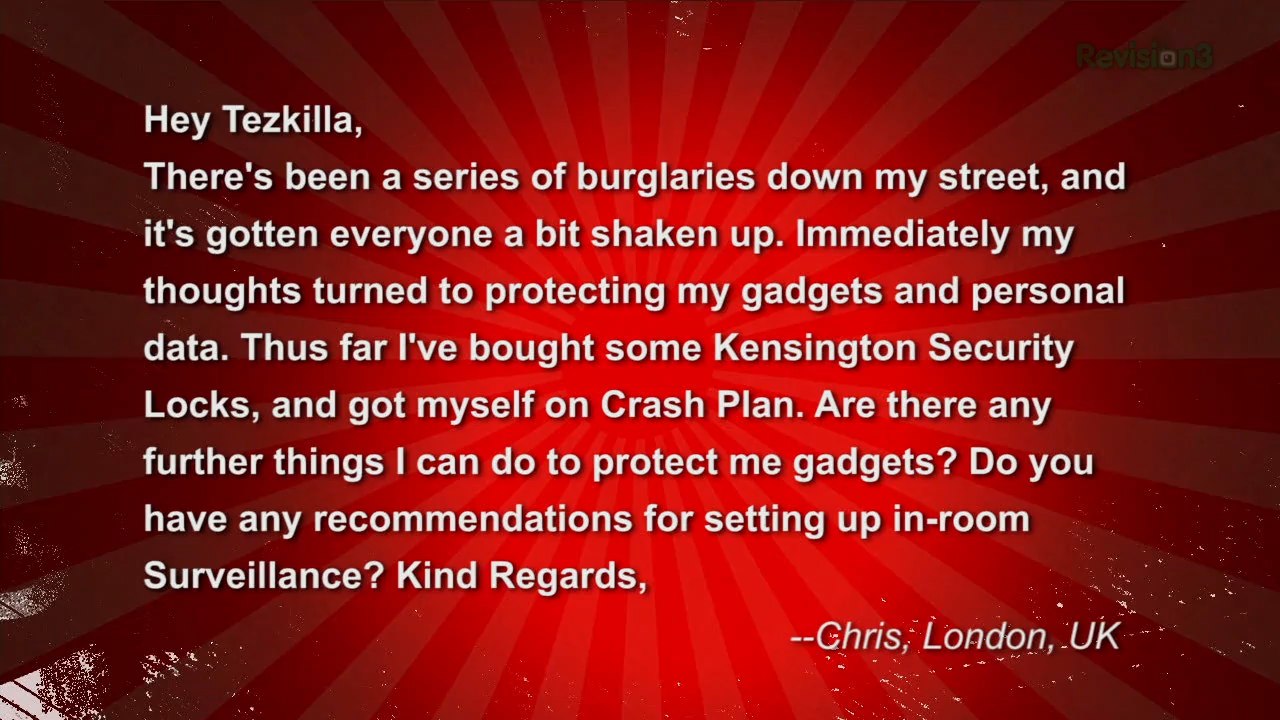 Revision3
Hey Tezkilla,
There's been a series of burglaries down my street, and
it's gotten everyone a bit shaken up. Immediately my
thoughts turned to protecting my gadgets and personal
data. Thus far I've bought some Kensington Security
Locks, and got myself on Crash Plan. Are there any
further things I can do to protect me gadgets? Do you
have any recommendations for setting up in-room
Surveillance? Kind Regards,
--Chris, London, UK